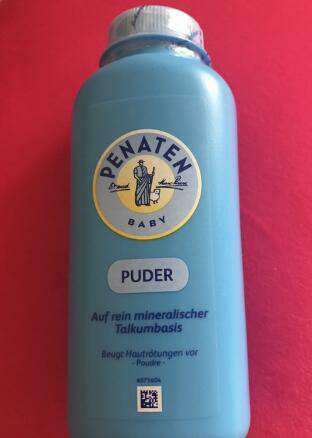 PENATEN
BABY
PUDER
Auf rein mineralischer
Talkumbasis
Beugt Hautrötungen vor
- Poudre -